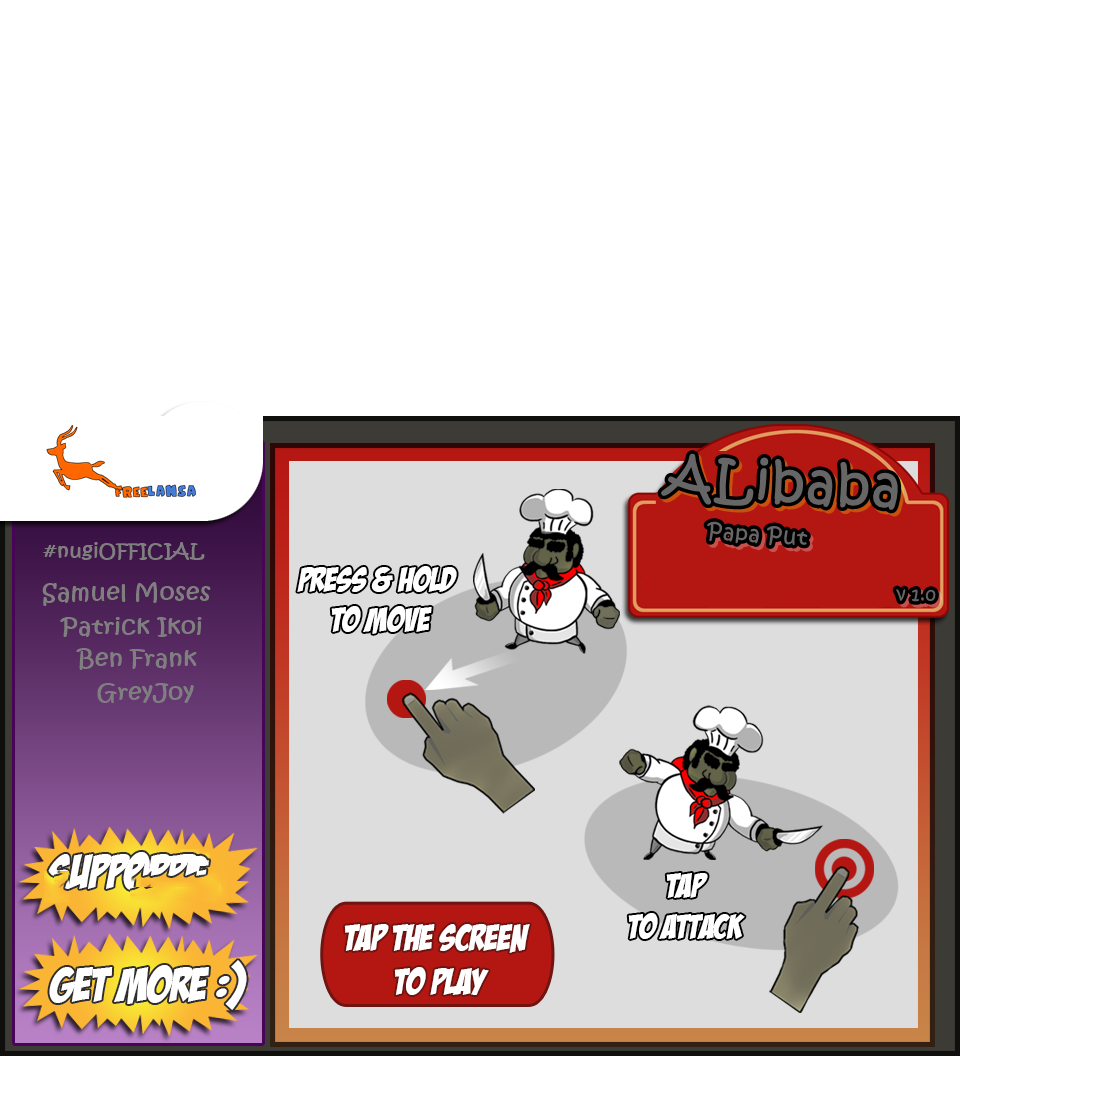 FREELANSA
#nugiOFFICIAL
Samuel Moses
Patrick Ikoi
Ben Frank
GreyJoy
GET MORE :)
ALibaba
Papa Put
V 1.0
PRESS & HOLD
TO MOVE
TAP
TO ATTACK
TAP THE SCREEN
TO PLAY